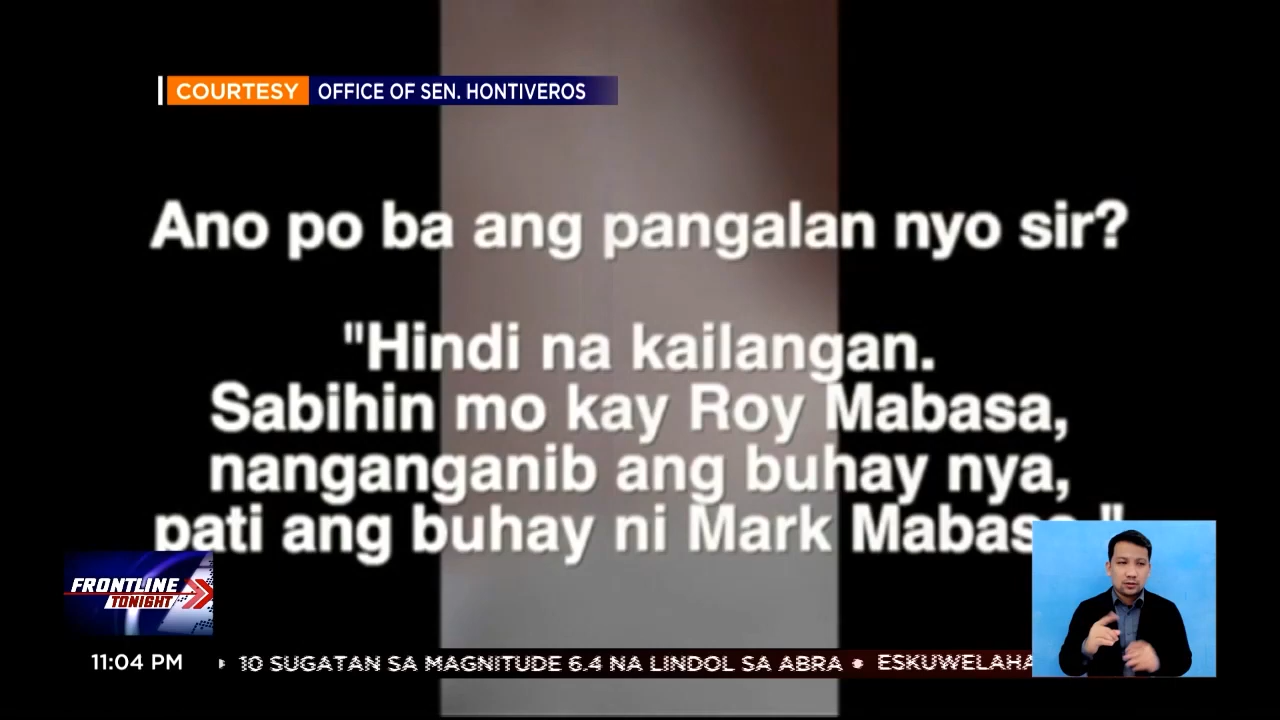 COURTESY OFFICE OF SEN. HONTIVEROS
Ano po ba ang pangalan nyo sir?
"Hindi na kailangan.
Sabihin mo kay Roy Mabasa,
nanganganib ang buhay nya,
pati ang buhay ni Mark Mabasa."
FRONTLINE
TONIGHT
11:04 PM 10 SUGATAN SA MAGNITUDE 6.4 NA LINDOL SA ABRA